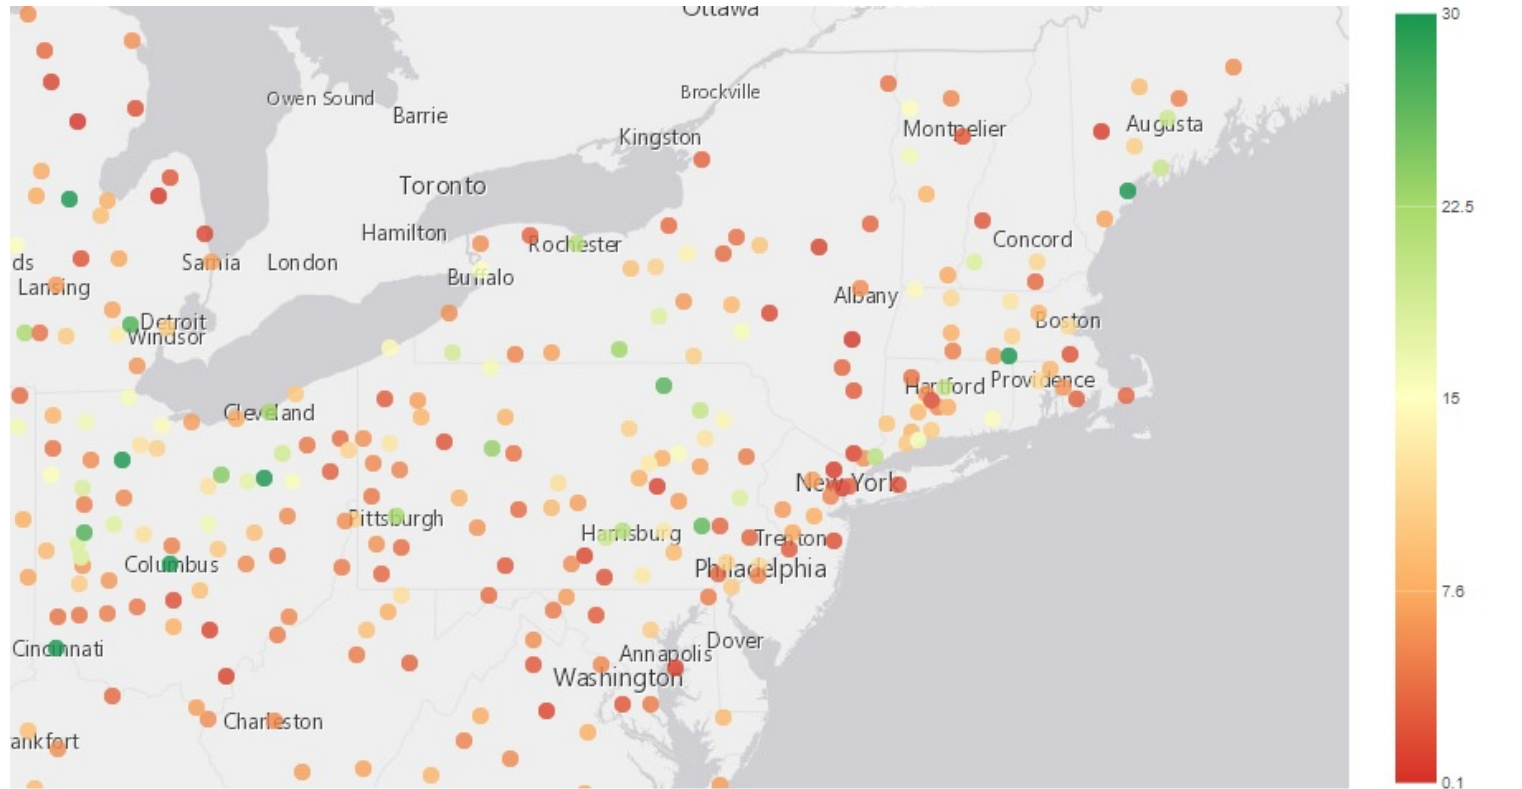 Ottawa
30
Owen Sound
Brockville
Barrie
Montpelier
Augusta
Kingston
Toronto
22.5
Hamilton
Rochester
Concord
ds
Sarnia
London
Buffalo
Lansing
Albany
Detroit
Boston
Windsor
Hartford
Providence
15
Cleveland
New York
Pittsburgh
Harrisburg
Trenton
Columbus
Philadelphia
7.6
Cincinnati
Dover
Annapolis
Washington
Charleston
ankfort
0.1